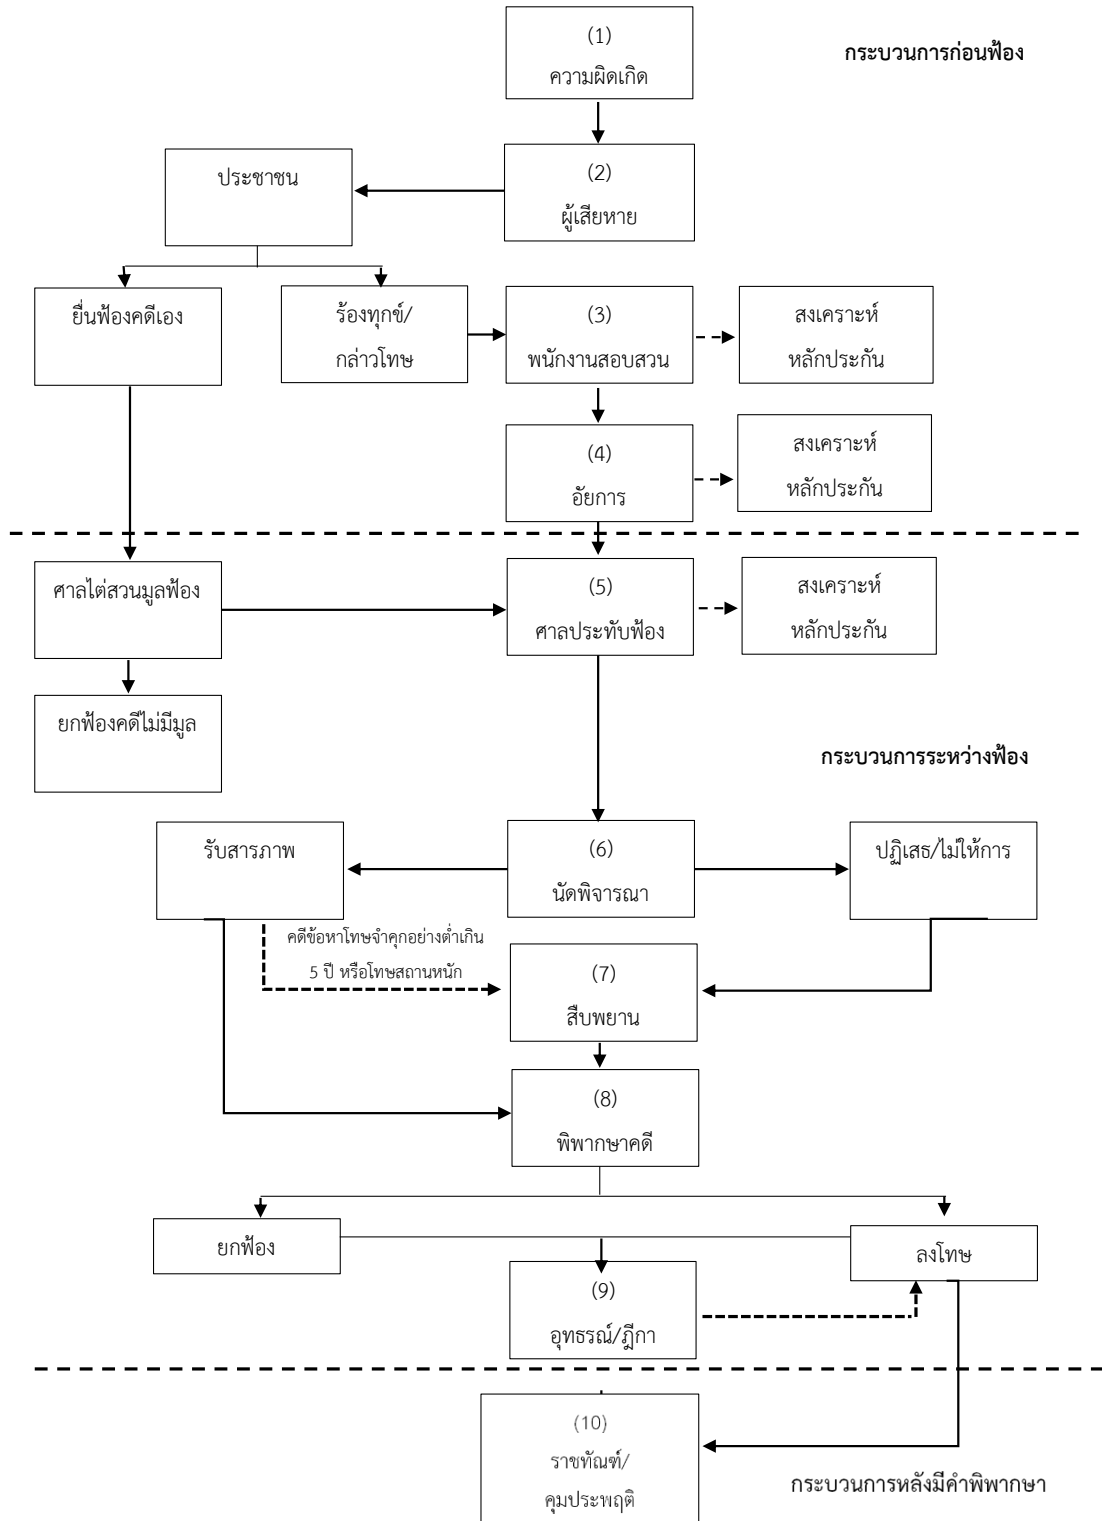 (1)
ความผิดเกิด
กระบวนการก่อนฟ้อง
ประชาชน
(2)
ผู้เสียหาย
ยื่นฟ้องคดีเอง
ร้องทุกข์/
กล่าวโทษ
(3)
พนักงานสอบสวน
สงเคราะห์
หลักประกัน
(4)
อัยการ
สงเคราะห์
หลักประกัน
ศาลไต่สวนมูลฟ้อง
(5)
ศาลประทับฟ้อง
สงเคราะห์
หลักประกัน
ยกฟ้องคดีไม่มีมูล
กระบวนการระหว่างฟ้อง
รับสารภาพ
(6)
นัดพิจารณา
ปฏิเสธ/ไม่ให้การ
คดีข้อหาโทษจำคุกอย่างต่ำเกิน
5 ปี หรือโทษสถานหนัก
(7)
สืบพยาน
(8)
พิพากษาคดี
ยกฟ้อง
ลงโทษ
(9)
อุทธรณ์/ฎีกา
(10)
ราชทัณฑ์/
คุมประพฤติ
กระบวนการหลังมีคำพิพากษา